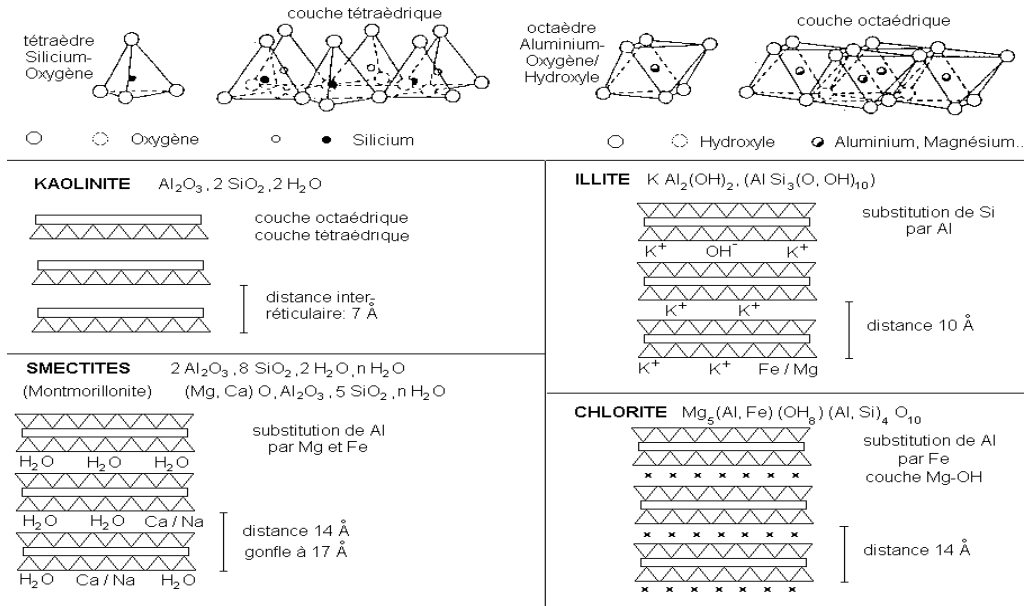 tétraèdre
Silicium-
Oxygène
couche tétraèdrique
octaèdre
Aluminium-
Oxygène/
Hydroxyle
couche octaédrique
Oxygène
Silicium
Hydroxyle
Aluminium, Magnésium...
KAOLINITE Al₂O₃, 2 SiO₂, 2 H₂O
couche octaédrique
couche tétraédrique
distance inter-
réticulaire: 7 Å
ILLITE K Al₂(OH)₂, (Al Si₃(O, OH)₁₀)
substitution de Si
par Al
K⁺ OH⁻ K⁺
K⁺ K⁺
distance 10 Å
K⁺ K⁺ Fe / Mg
SMECTITES 2 Al₂O₃, 8 SiO₂, 2 H₂O, n H₂O
(Montmorillonite) (Mg, Ca) O, Al₂O₃, 5 SiO₂, n H₂O
substitution de Al
par Mg et Fe
H₂O H₂O H₂O
H₂O H₂O Ca / Na
distance 14 Å
gonfle à 17 Å
H₂O Ca / Na H₂O
CHLORITE Mg₅(Al, Fe) (OH₈) (Al, Si)₄ O₁₀
substitution de Al
par Fe
couche Mg-OH
distance 14 Å